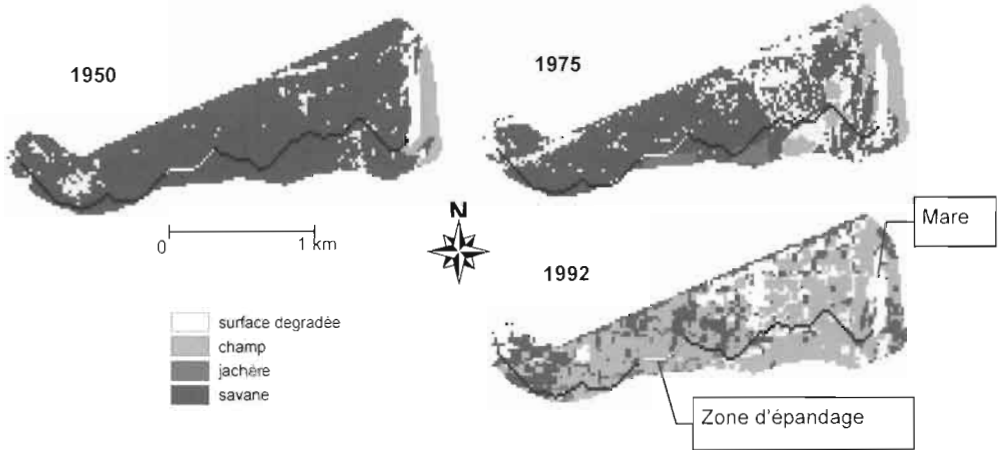 1950
1975
N
0 1 km
1992
Mare
surface degradée
champ
jachère
savane
Zone d'épandage